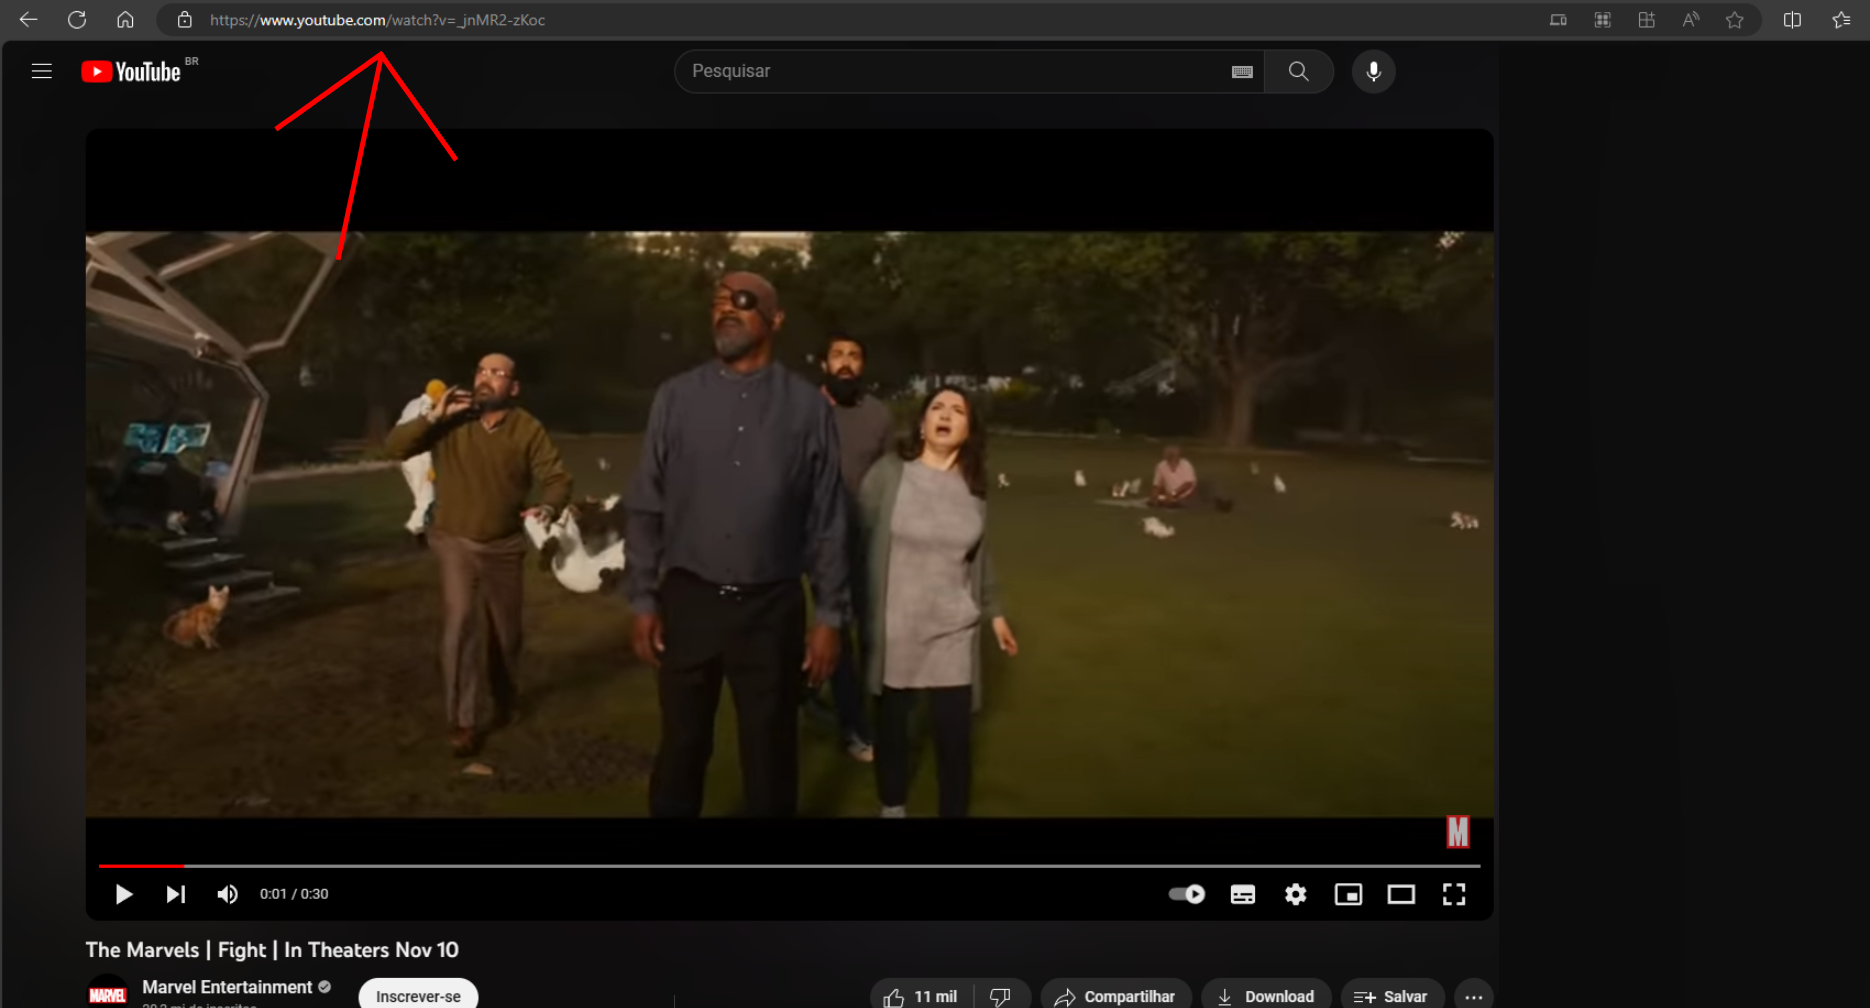 https://www.youtube.com/watch?v=_jnMR2-zKoc
YouTube BR
Pesquisar
M
0:01 / 0:30
The Marvels | Fight | In Theaters Nov 10
MARVEL
Marvel Entertainment
Inscrever-se
11 mil
Compartilhar
Download
Salvar